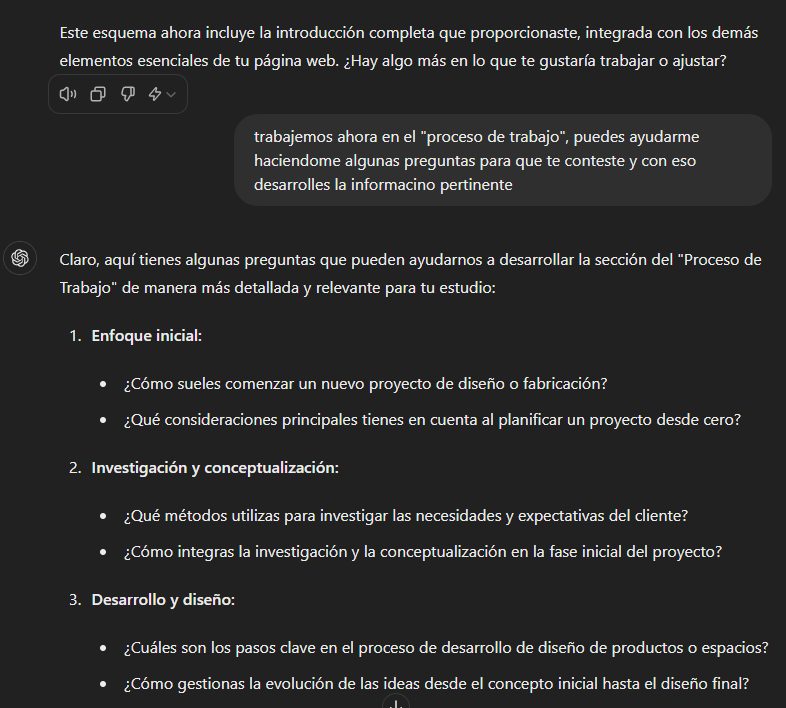 Este esquema ahora incluye la introducción completa que proporcionaste, integrada con los demás
elementos esenciales de tu página web. ¿Hay algo más en lo que te gustaría trabajar o ajustar?
trabajemos ahora en el "proceso de trabajo", puedes ayudarme
haciendome algunas preguntas para que te conteste y con eso
desarrolles la informacino pertinente
Claro, aquí tienes algunas preguntas que pueden ayudarnos a desarrollar la sección del "Proceso de
Trabajo" de manera más detallada y relevante para tu estudio:
1. Enfoque inicial:
• ¿Cómo sueles comenzar un nuevo proyecto de diseño o fabricación?
• ¿Qué consideraciones principales tienes en cuenta al planificar un proyecto desde cero?
2. Investigación y conceptualización:
• ¿Qué métodos utilizas para investigar las necesidades y expectativas del cliente?
• ¿Cómo integras la investigación y la conceptualización en la fase inicial del proyecto?
3. Desarrollo y diseño:
• ¿Cuáles son los pasos clave en el proceso de desarrollo de diseño de productos o espacios?
• ¿Cómo gestionas la evolución de las ideas desde el concepto inicial hasta el diseño final?